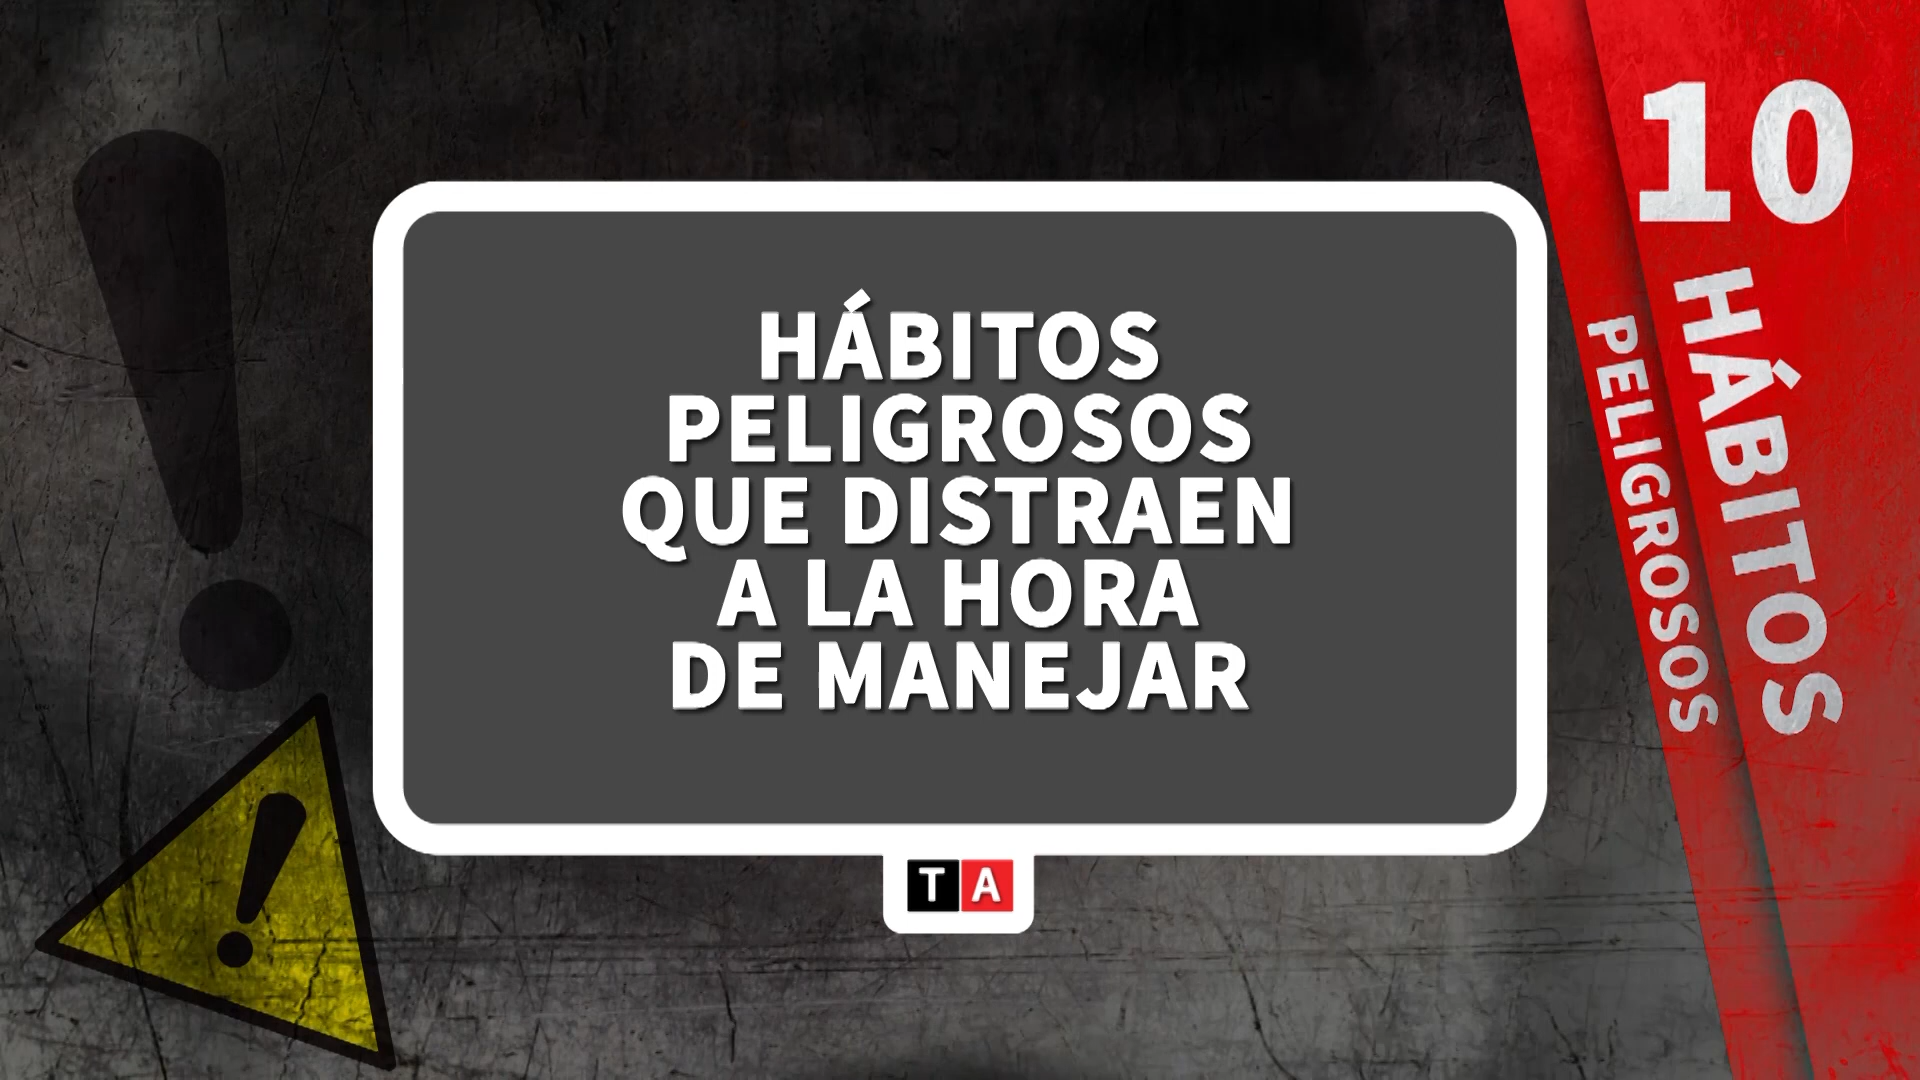 HÁBITOS
PELIGROSOS
QUE DISTRAEN
A LA HORA
DE MANEJAR
TA
10
HÁBITOS
PELIGROSOS